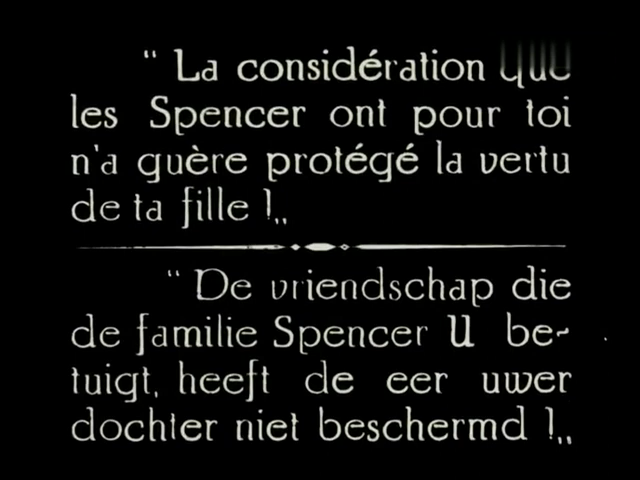 “ La considération que
les Spencer ont pour toi
n'a guère protégé la vertu
de ta fille !„
“ De vriendschap die
de familie Spencer U be-
tuigt, heeft de eer uwer
dochter niet beschermd !„